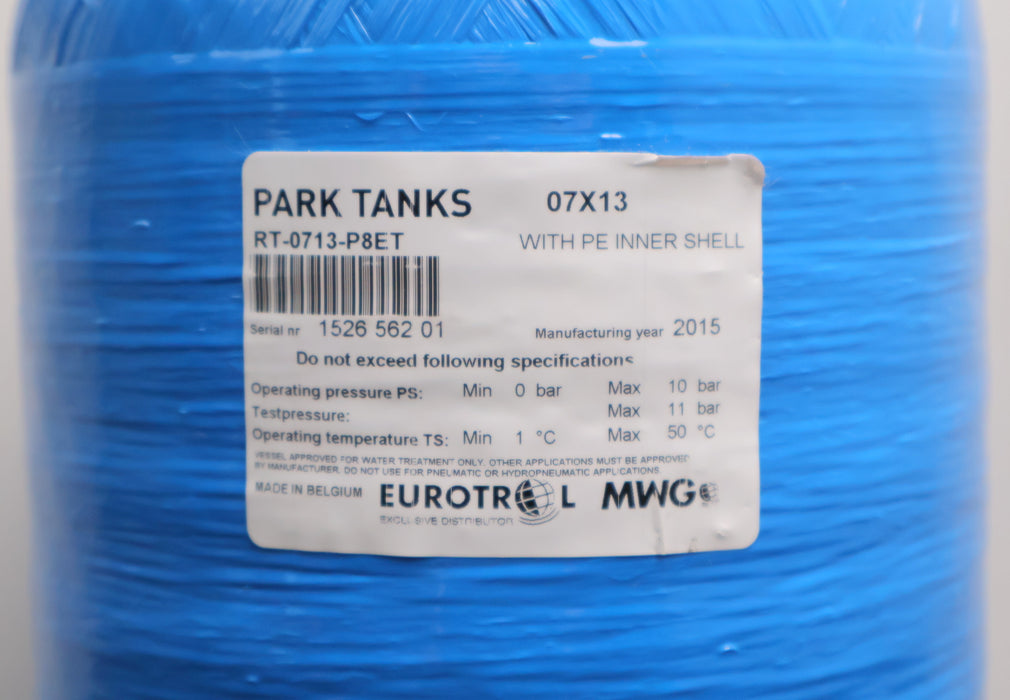 PARK TANKS 07X13
RT-0713-P8ET WITH PE INNER SHELL
Serial nr 1526 562 01 Manufacturing year 2015
Do not exceed following specifications
Operating pressure PS: Min 0 bar Max 10 bar
Testpressure: Max 11 bar
Operating temperature TS: Min 1 °C Max 50 °C
VESSEL APPROVED FOR WATER TREATMENT ONLY. OTHER APPLICATIONS MUST BE APPROVED
BY MANUFACTURER. DO NOT USE FOR PNEUMATIC OR HYDROPNEUMATIC APPLICATIONS.
MADE IN BELGIUM EUROTROL MWG
EXCLUSIVE DISTRIBUTOR